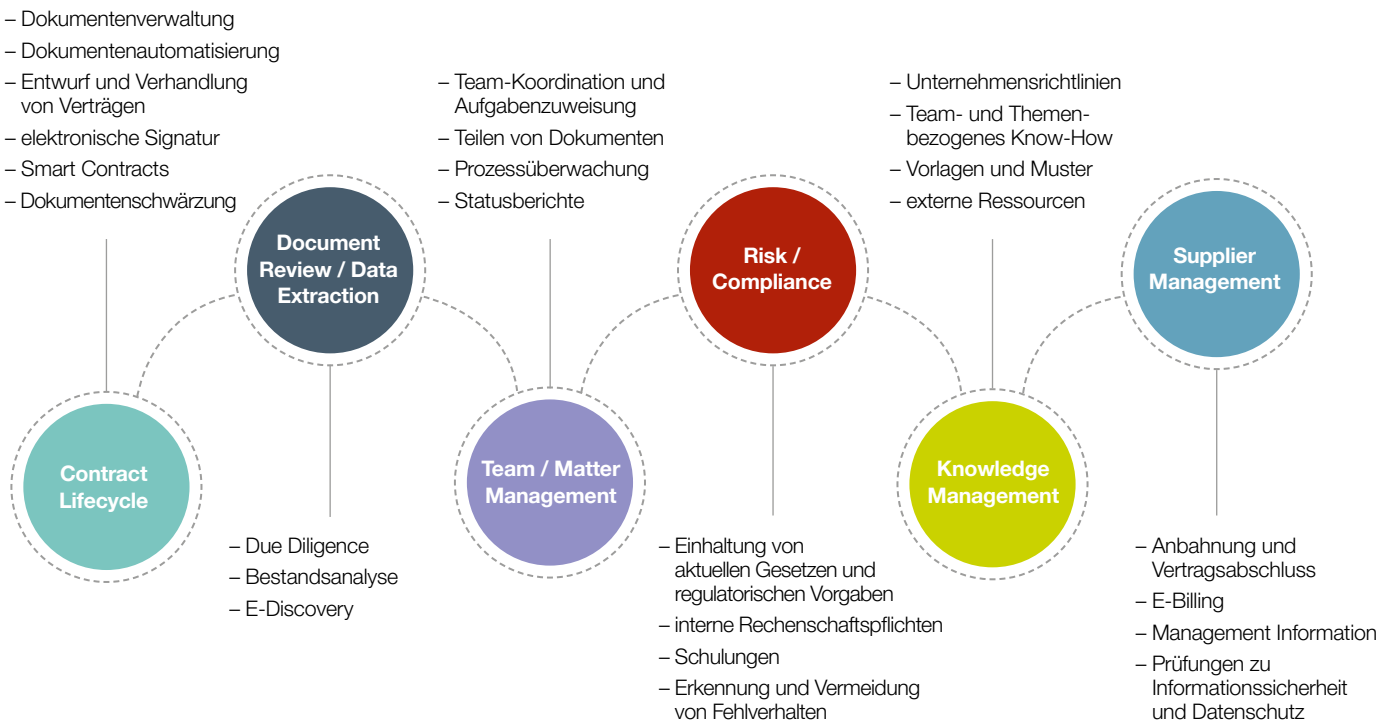 – Dokumentenverwaltung
– Dokumentenautomatisierung
– Entwurf und Verhandlung
von Verträgen
– elektronische Signatur
– Smart Contracts
– Dokumentenschwärzung
Contract
Lifecycle
Document
Review / Data
Extraction
– Due Diligence
– Bestandsanalyse
– E-Discovery
– Team-Koordination und
Aufgabenzuweisung
– Teilen von Dokumenten
– Prozessüberwachung
– Statusberichte
Team / Matter
Management
Risk /
Compliance
– Einhaltung von
aktuellen Gesetzen und
regulatorischen Vorgaben
– interne Rechenschaftspflichten
– Schulungen
– Erkennung und Vermeidung
von Fehlverhalten
– Unternehmensrichtlinien
– Team- und Themen-
bezogenes Know-How
– Vorlagen und Muster
– externe Ressourcen
Knowledge
Management
Supplier
Management
– Anbahnung und
Vertragsabschluss
– E-Billing
– Management Information
– Prüfungen zu
Informationssicherheit
und Datenschutz